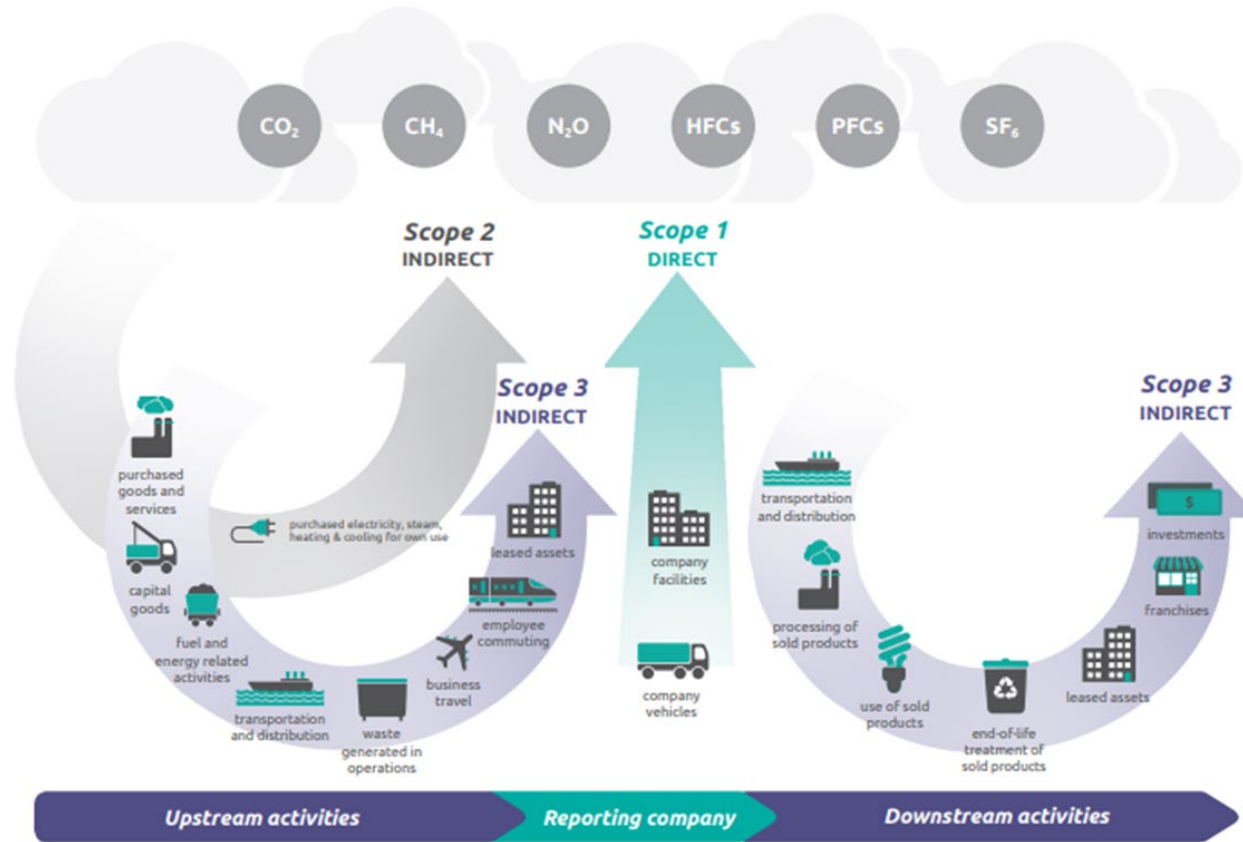 CO₂
CH₄
N₂O
HFCs
PFCs
SF₆
Scope 2
INDIRECT
Scope 1
DIRECT
Scope 3
INDIRECT
Scope 3
INDIRECT
purchased
goods and
services
capital
goods
fuel and
energy related
activities
purchased electricity, steam,
heating & cooling for own use
transportation
and distribution
waste
generated in
operations
business
travel
employee
commuting
leased assets
company
facilities
company
vehicles
transportation
and distribution
processing of
sold products
use of sold
products
end-of-life
treatment of
sold products
leased assets
franchises
$
investments
Upstream activities
Reporting company
Downstream activities